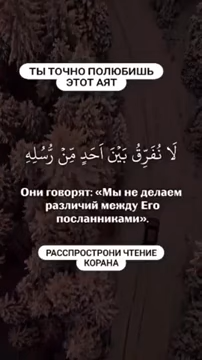 ТЫ ТОЧНО ПОЛЮБИШЬ
ЭТОТ АЯТ
لَا نُفَرِّقُ بَيْنَ اَحَدٍ مِّنْ رُّسُلِهِ
Они говорят: «Мы не делаем
различий между Его
посланниками».
РАССПРОСТРОНИ ЧТЕНИЕ
КОРАНА